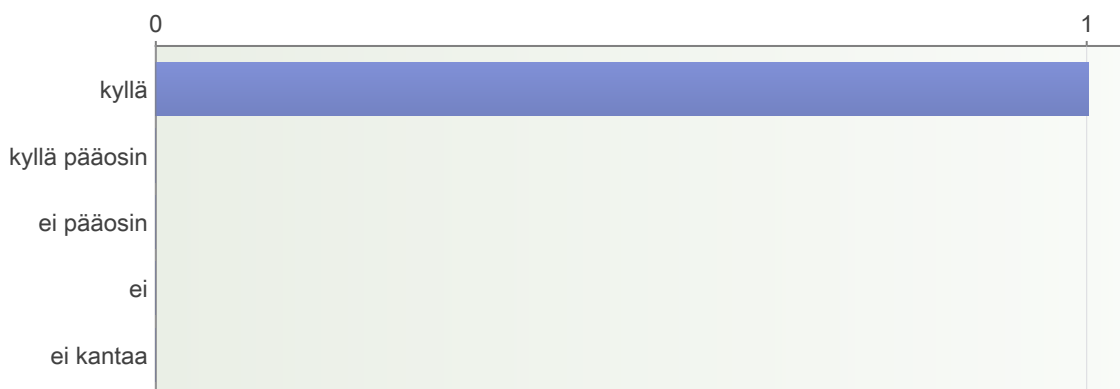 0 1
kyllä
kyllä pääosin
ei pääosin
ei
ei kantaa